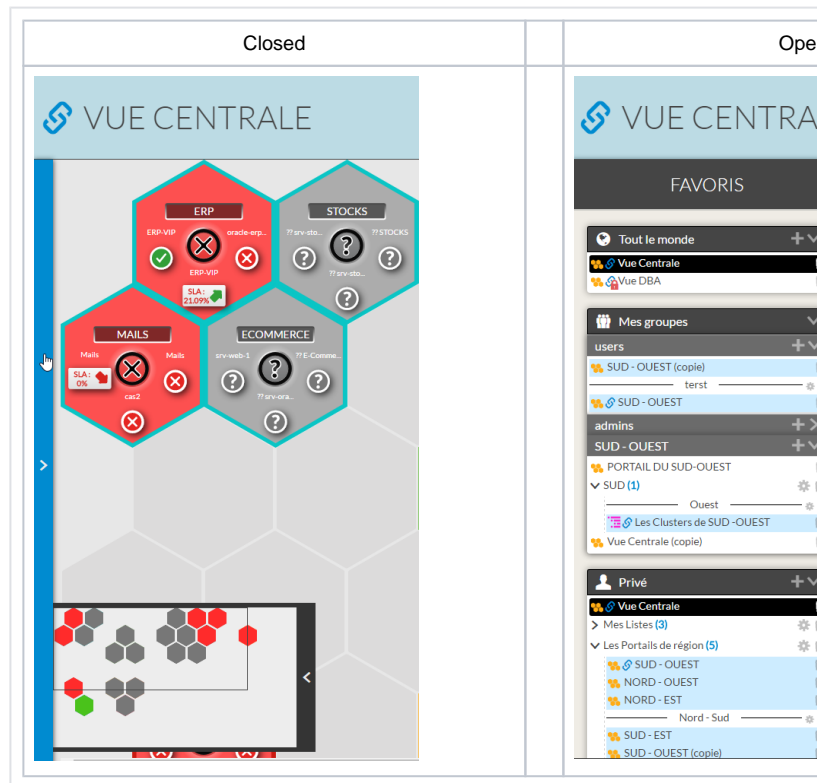 Closed
Ope
VUE CENTRALE
VUE CENTRA
ERP
ERP-VIP
oracle-erp...
ERP-VIP
SLA :
21.09%
STOCKS
?? srv-sto...
?? STOCKS
?? srv-sto...
MAILS
Mails
Mails
SLA :
0%
cas2
ECOMMERCE
srv-web-1
?? E-Comme...
?? srv-ora...
FAVORIS
Tout le monde
Vue Centrale
Vue DBA
Mes groupes
users
SUD - OUEST (copie)
terst
SUD - OUEST
admins
SUD - OUEST
PORTAIL DU SUD-OUEST
SUD (1)
Ouest
Les Clusters de SUD -OUEST
Vue Centrale (copie)
Privé
Vue Centrale
Mes Listes (3)
Les Portails de région (5)
SUD - OUEST
NORD - OUEST
NORD - EST
Nord - Sud
SUD - EST
SUD - OUEST (copie)